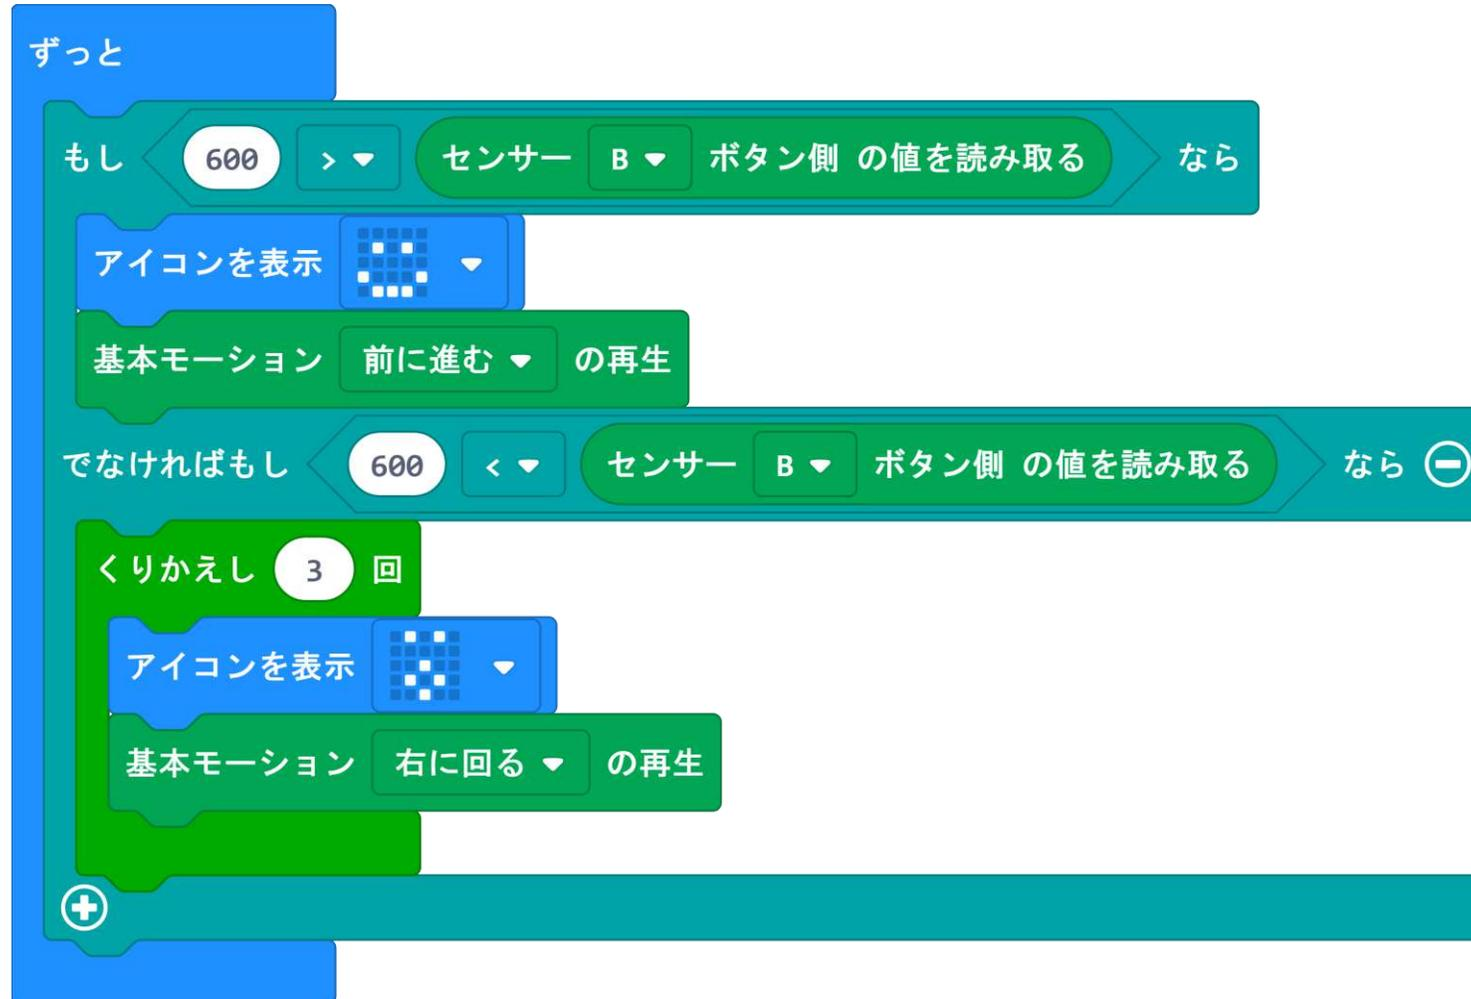 ずっと
もし 600 > センサー B ボタン側 の値を読み取る なら
アイコンを表示
基本モーション 前に進む の再生
でなければもし 600 < センサー B ボタン側 の値を読み取る なら
くりかえし 3 回
アイコンを表示
基本モーション 右に回る の再生